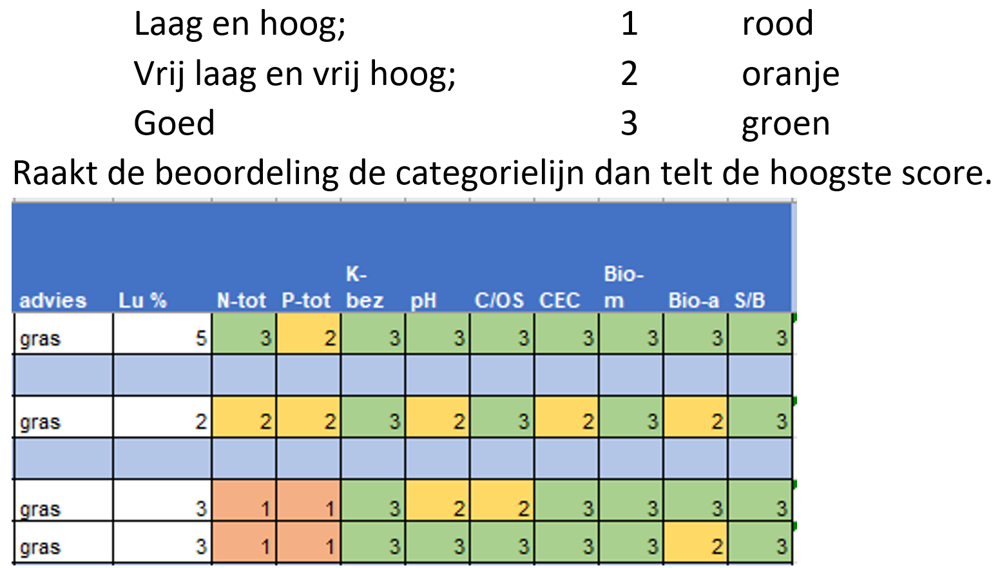 Laag en hoog; 1 rood
Vrij laag en vrij hoog; 2 oranje
Goed 3 groen
Raakt de beoordeling de categorielijn dan telt de hoogste score.
advies Lu % N-tot P-tot K-bez pH C/OS CEC Bio-m Bio-a S/B
gras 5 3 2 3 3 3 3 3 3 3
gras 2 2 2 3 2 3 2 3 2 3
gras 3 1 1 3 2 2 3 3 3 3
gras 3 1 1 3 3 3 3 3 2 3